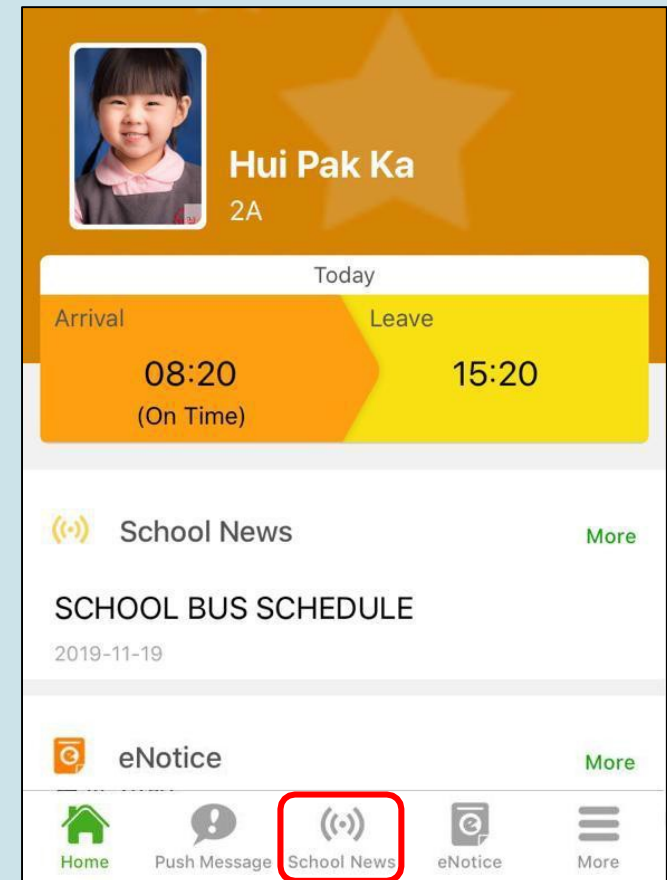 Hui Pak Ka
2A
Today
Arrival
Leave
08:20
15:20
(On Time)
School News
More
SCHOOL BUS SCHEDULE
2019-11-19
eNotice
More
Home
Push Message
School News
eNotice
More